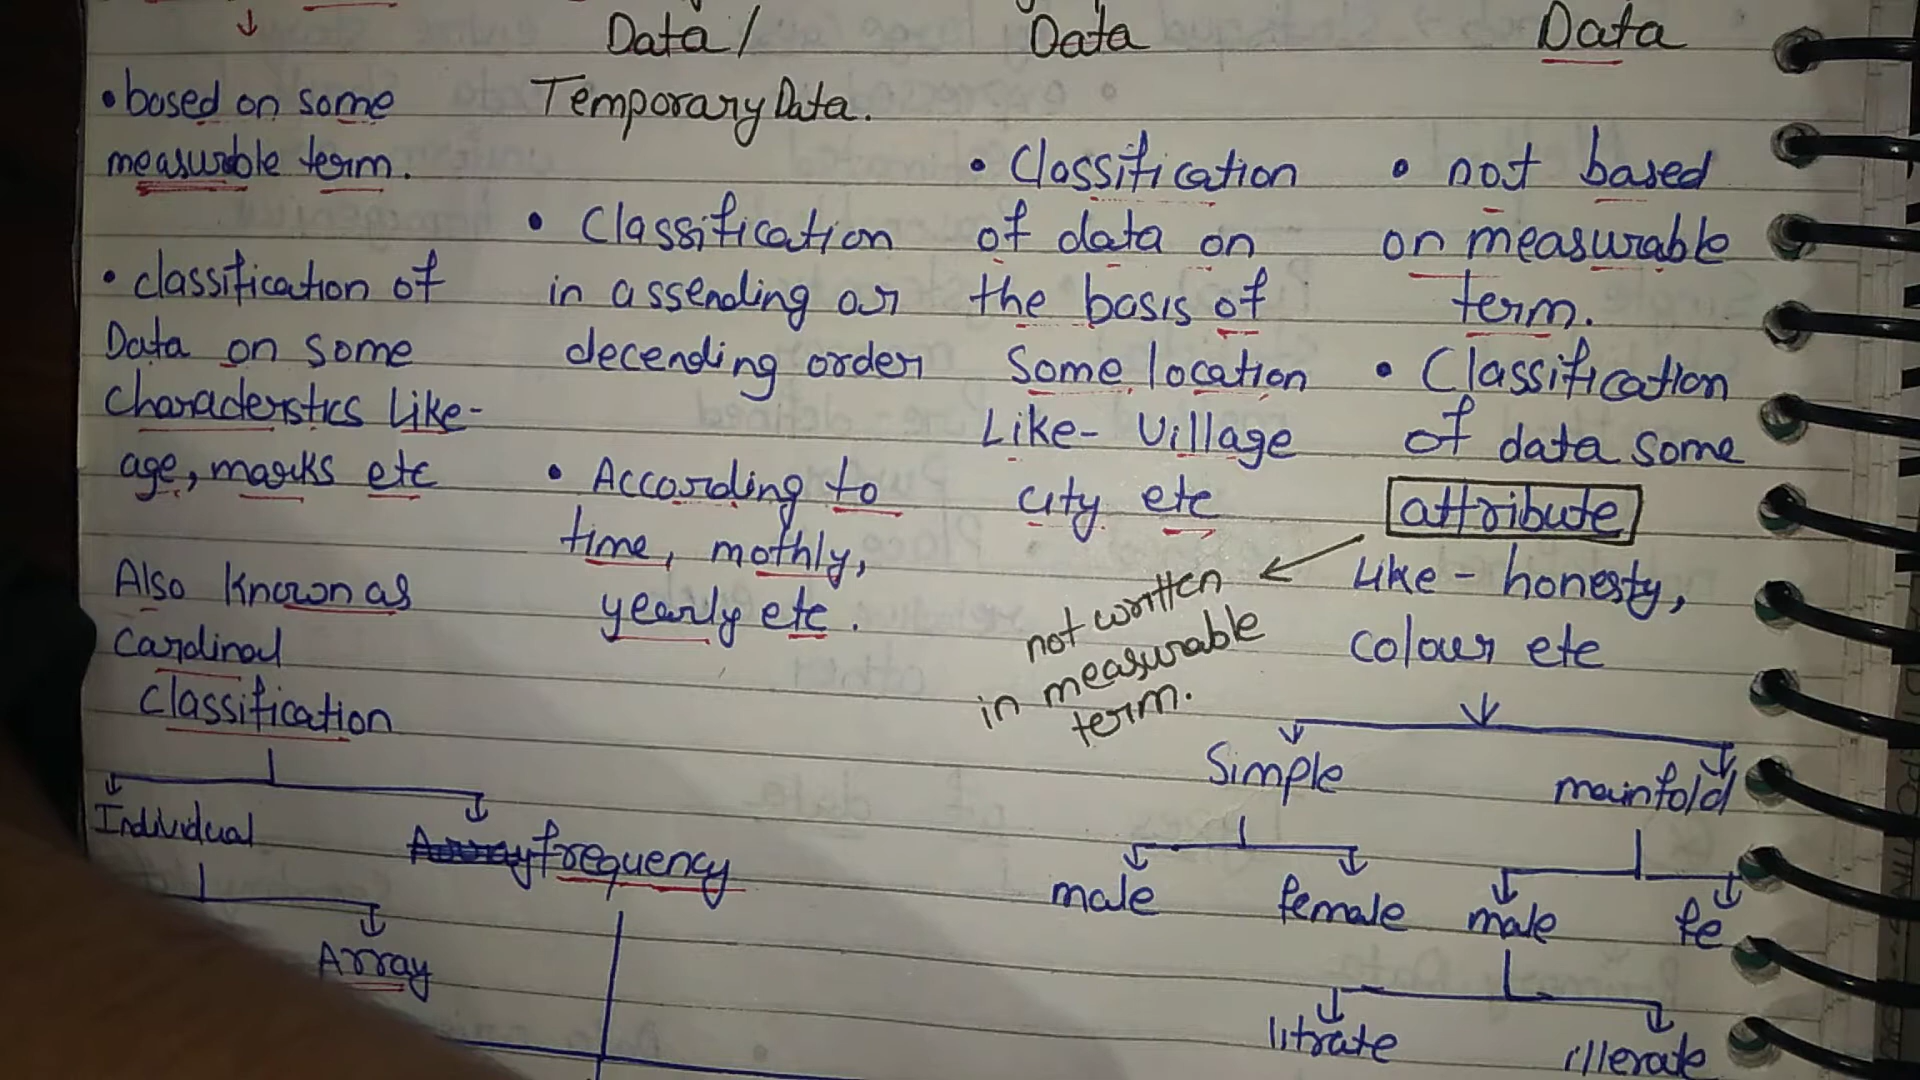 Data /
Data
Data
• based on some
measurable term.
• classification of
Data on some
characterstics like-
age, marks etc
Also known as
cardinal
classification
Individual
frequency
Array
Temporary Data.
• Classification
in assending or
decending order
• According to
time, mothly,
yearly etc.
• Classification
of data on
the basis of
Some location
Like- Village
city etc
• not based
on measurable
term.
• Classification
of data some
attribute
like - honesty,
colour etc
not written
in measurable
term.
Simple
mainfold
male
female
male
fe
litrate
illerate